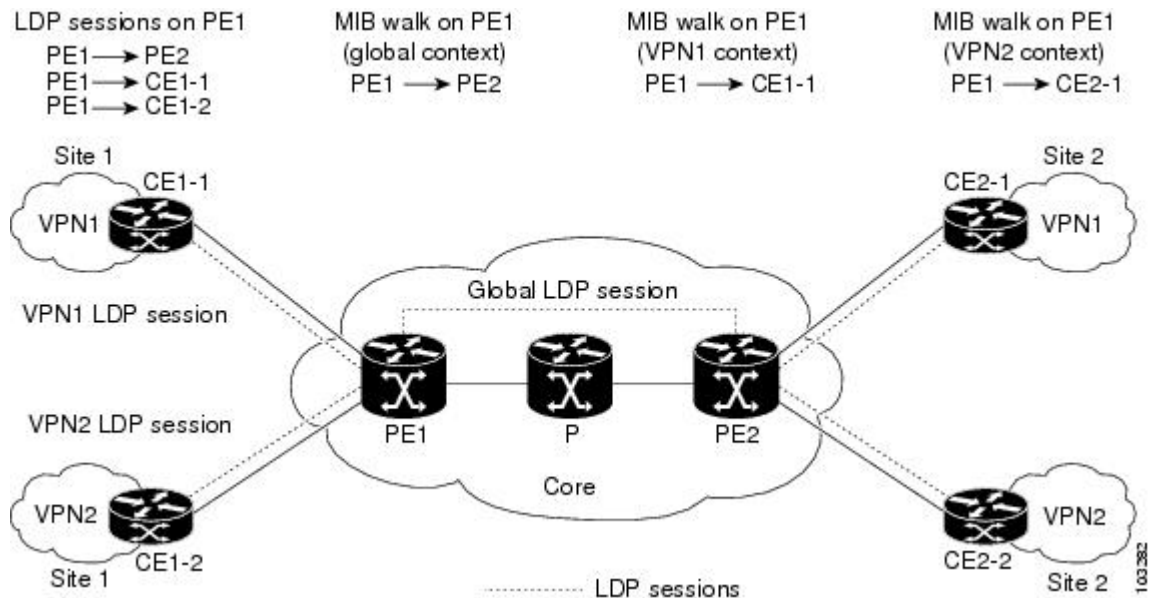 LDP sessions on PE1
PE1 → PE2
PE1 → CE1-1
PE1 → CE1-2
MIB walk on PE1
(global context)
PE1 → PE2
MIB walk on PE1
(VPN1 context)
PE1 → CE1-1
MIB walk on PE1
(VPN2 context)
PE1 → CE2-1
Site 1
CE1-1
VPN1
Site 2
CE2-1
VPN1
Global LDP session
VPN1 LDP session
VPN2 LDP session
PE1
P
PE2
Core
VPN2
CE1-2
Site 1
VPN2
CE2-2
Site 2
LDP sessions
103282